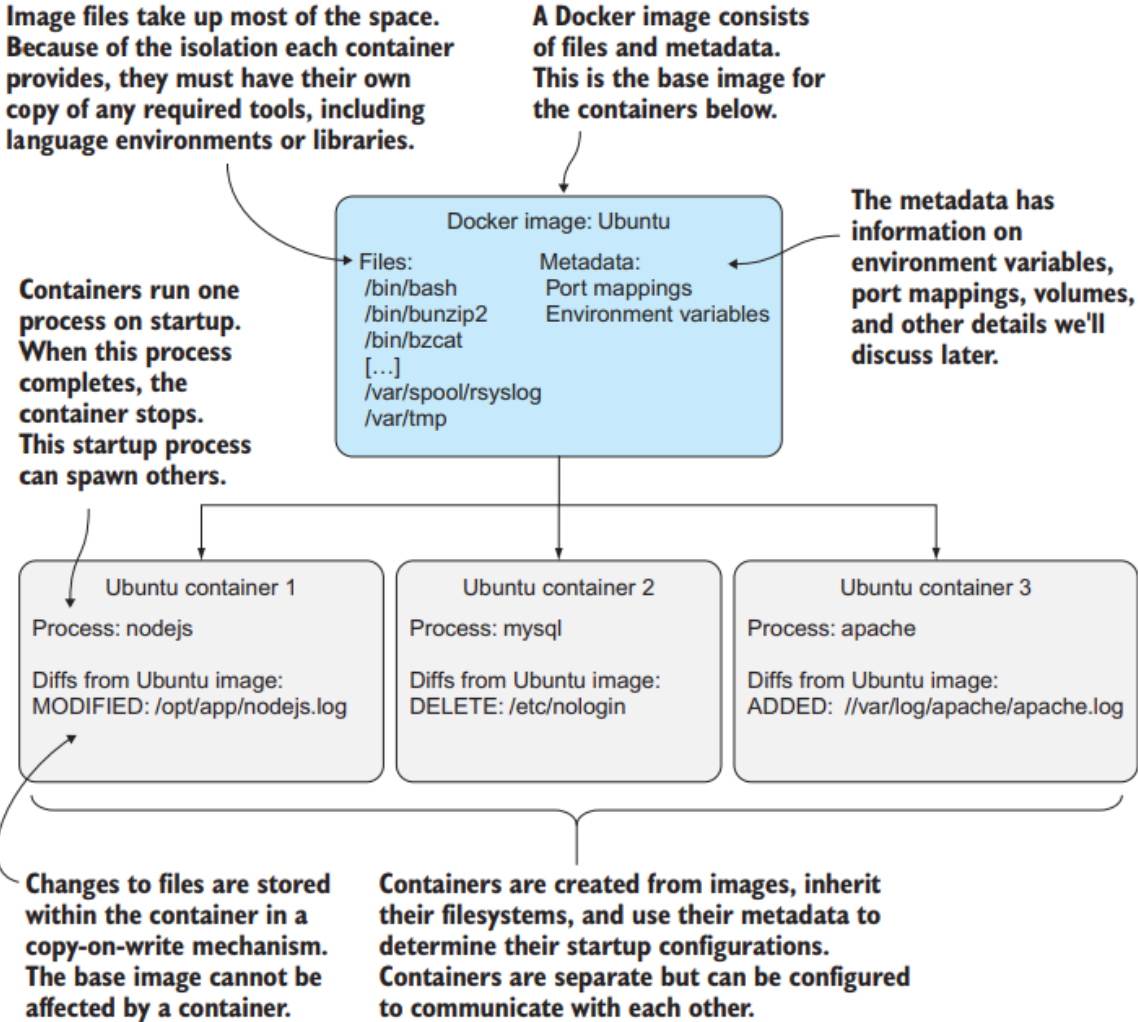 Image files take up most of the space.
Because of the isolation each container
provides, they must have their own
copy of any required tools, including
language environments or libraries.
A Docker image consists
of files and metadata.
This is the base image for
the containers below.
Docker image: Ubuntu
Files:
/bin/bash
/bin/bunzip2
/bin/bzcat
[...]
/var/spool/rsyslog
/var/tmp
Metadata:
Port mappings
Environment variables
The metadata has
information on
environment variables,
port mappings, volumes,
and other details we'll
discuss later.
Containers run one
process on startup.
When this process
completes, the
container stops.
This startup process
can spawn others.
Ubuntu container 1
Process: nodejs
Diffs from Ubuntu image:
MODIFIED: /opt/app/nodejs.log
Ubuntu container 2
Process: mysql
Diffs from Ubuntu image:
DELETE: /etc/nologin
Ubuntu container 3
Process: apache
Diffs from Ubuntu image:
ADDED: //var/log/apache/apache.log
Changes to files are stored
within the container in a
copy-on-write mechanism.
The base image cannot be
affected by a container.
Containers are created from images, inherit
their filesystems, and use their metadata to
determine their startup configurations.
Containers are separate but can be configured
to communicate with each other.